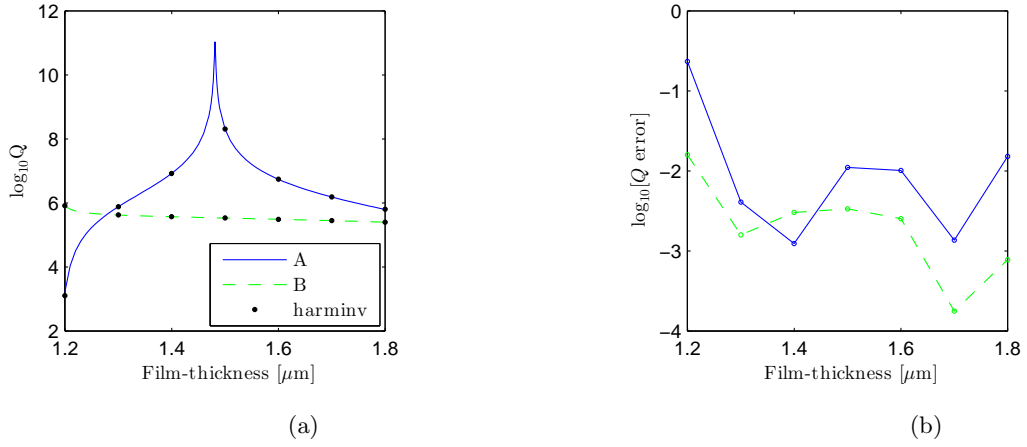 12
10
8
6
4
2
log₁₀Q
A
B
harminv
1.2 1.4 1.6 1.8
Film-thickness [μm]
(a)
0
−1
−2
−3
−4
log₁₀[Q error]
1.2 1.4 1.6 1.8
Film-thickness [μm]
(b)